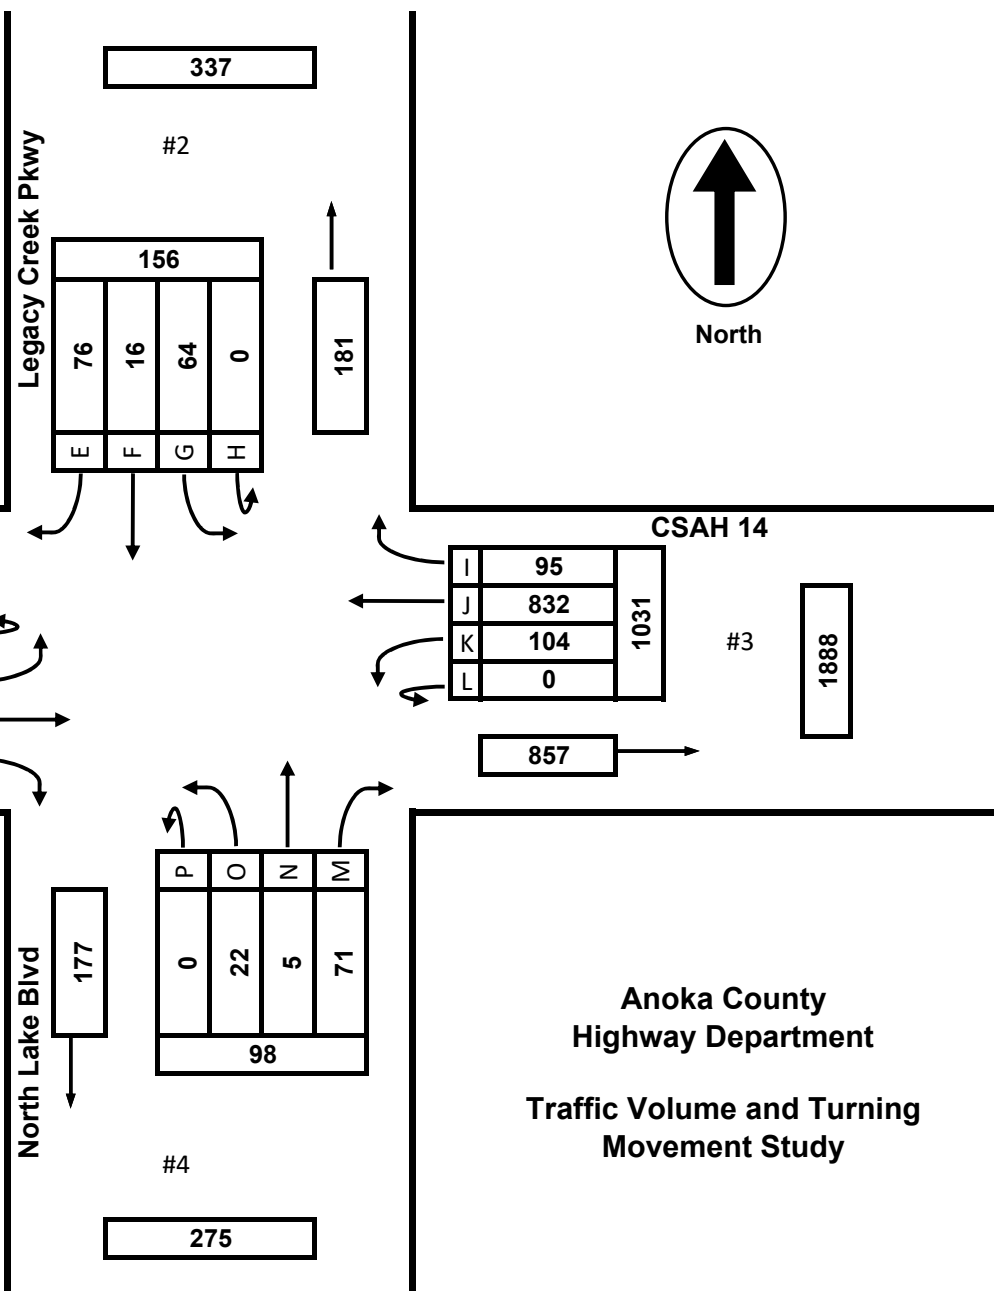 337
#2
Legacy Creek Pkwy
156
76
16
64
0
E
F
G
H
181
North
CSAH 14
I
95
J
832
K
104
L
0
1031
#3
1888
857
P
O
N
M
0
22
5
71
98
177
North Lake Blvd
#4
275
Anoka County
Highway Department
Traffic Volume and Turning
Movement Study